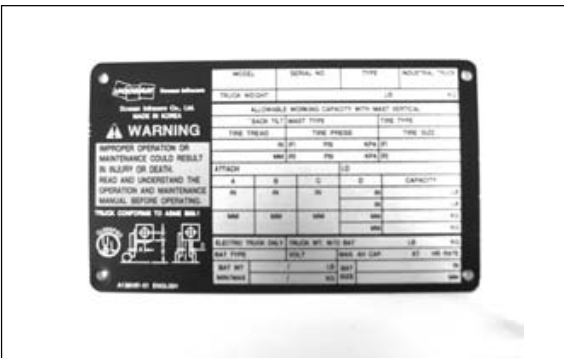 Doosan Infracore
Doosan Infracore Co., Ltd.
MADE IN KOREA
WARNING
IMPROPER OPERATION OR
MAINTENANCE COULD RESULT
IN INJURY OR DEATH.
READ AND UNDERSTAND THE
OPERATION AND MAINTENANCE
MANUAL BEFORE OPERATING.
TRUCK CONFORMS TO ASME B56.1
ENGLISH
MODEL SERIAL NO. TYPE INDUSTRIAL TRUCK
TRUCK WEIGHT LB KG
ALLOWABLE WORKING CAPACITY WITH MAST VERTICAL
°BACK TILT MAST TYPE TIRE TYPE
TIRE TREAD TIRE PRESS TIRE SIZE
IN (F) PSI KPA (F)
MM (R) PSI KPA (R)
ATTACH
A B C D CAPACITY
IN IN IN IN LB
IN LB
MM MM MM MM KG
MM KG
ELECTRIC TRUCK ONLY TRUCK WT. W/O BAT LB KG
BAT TYPE VOLT MAX. AH CAP AT HR RATE
BAT WT / LB BAT IN
MIN/MAX / KG SIZE MM